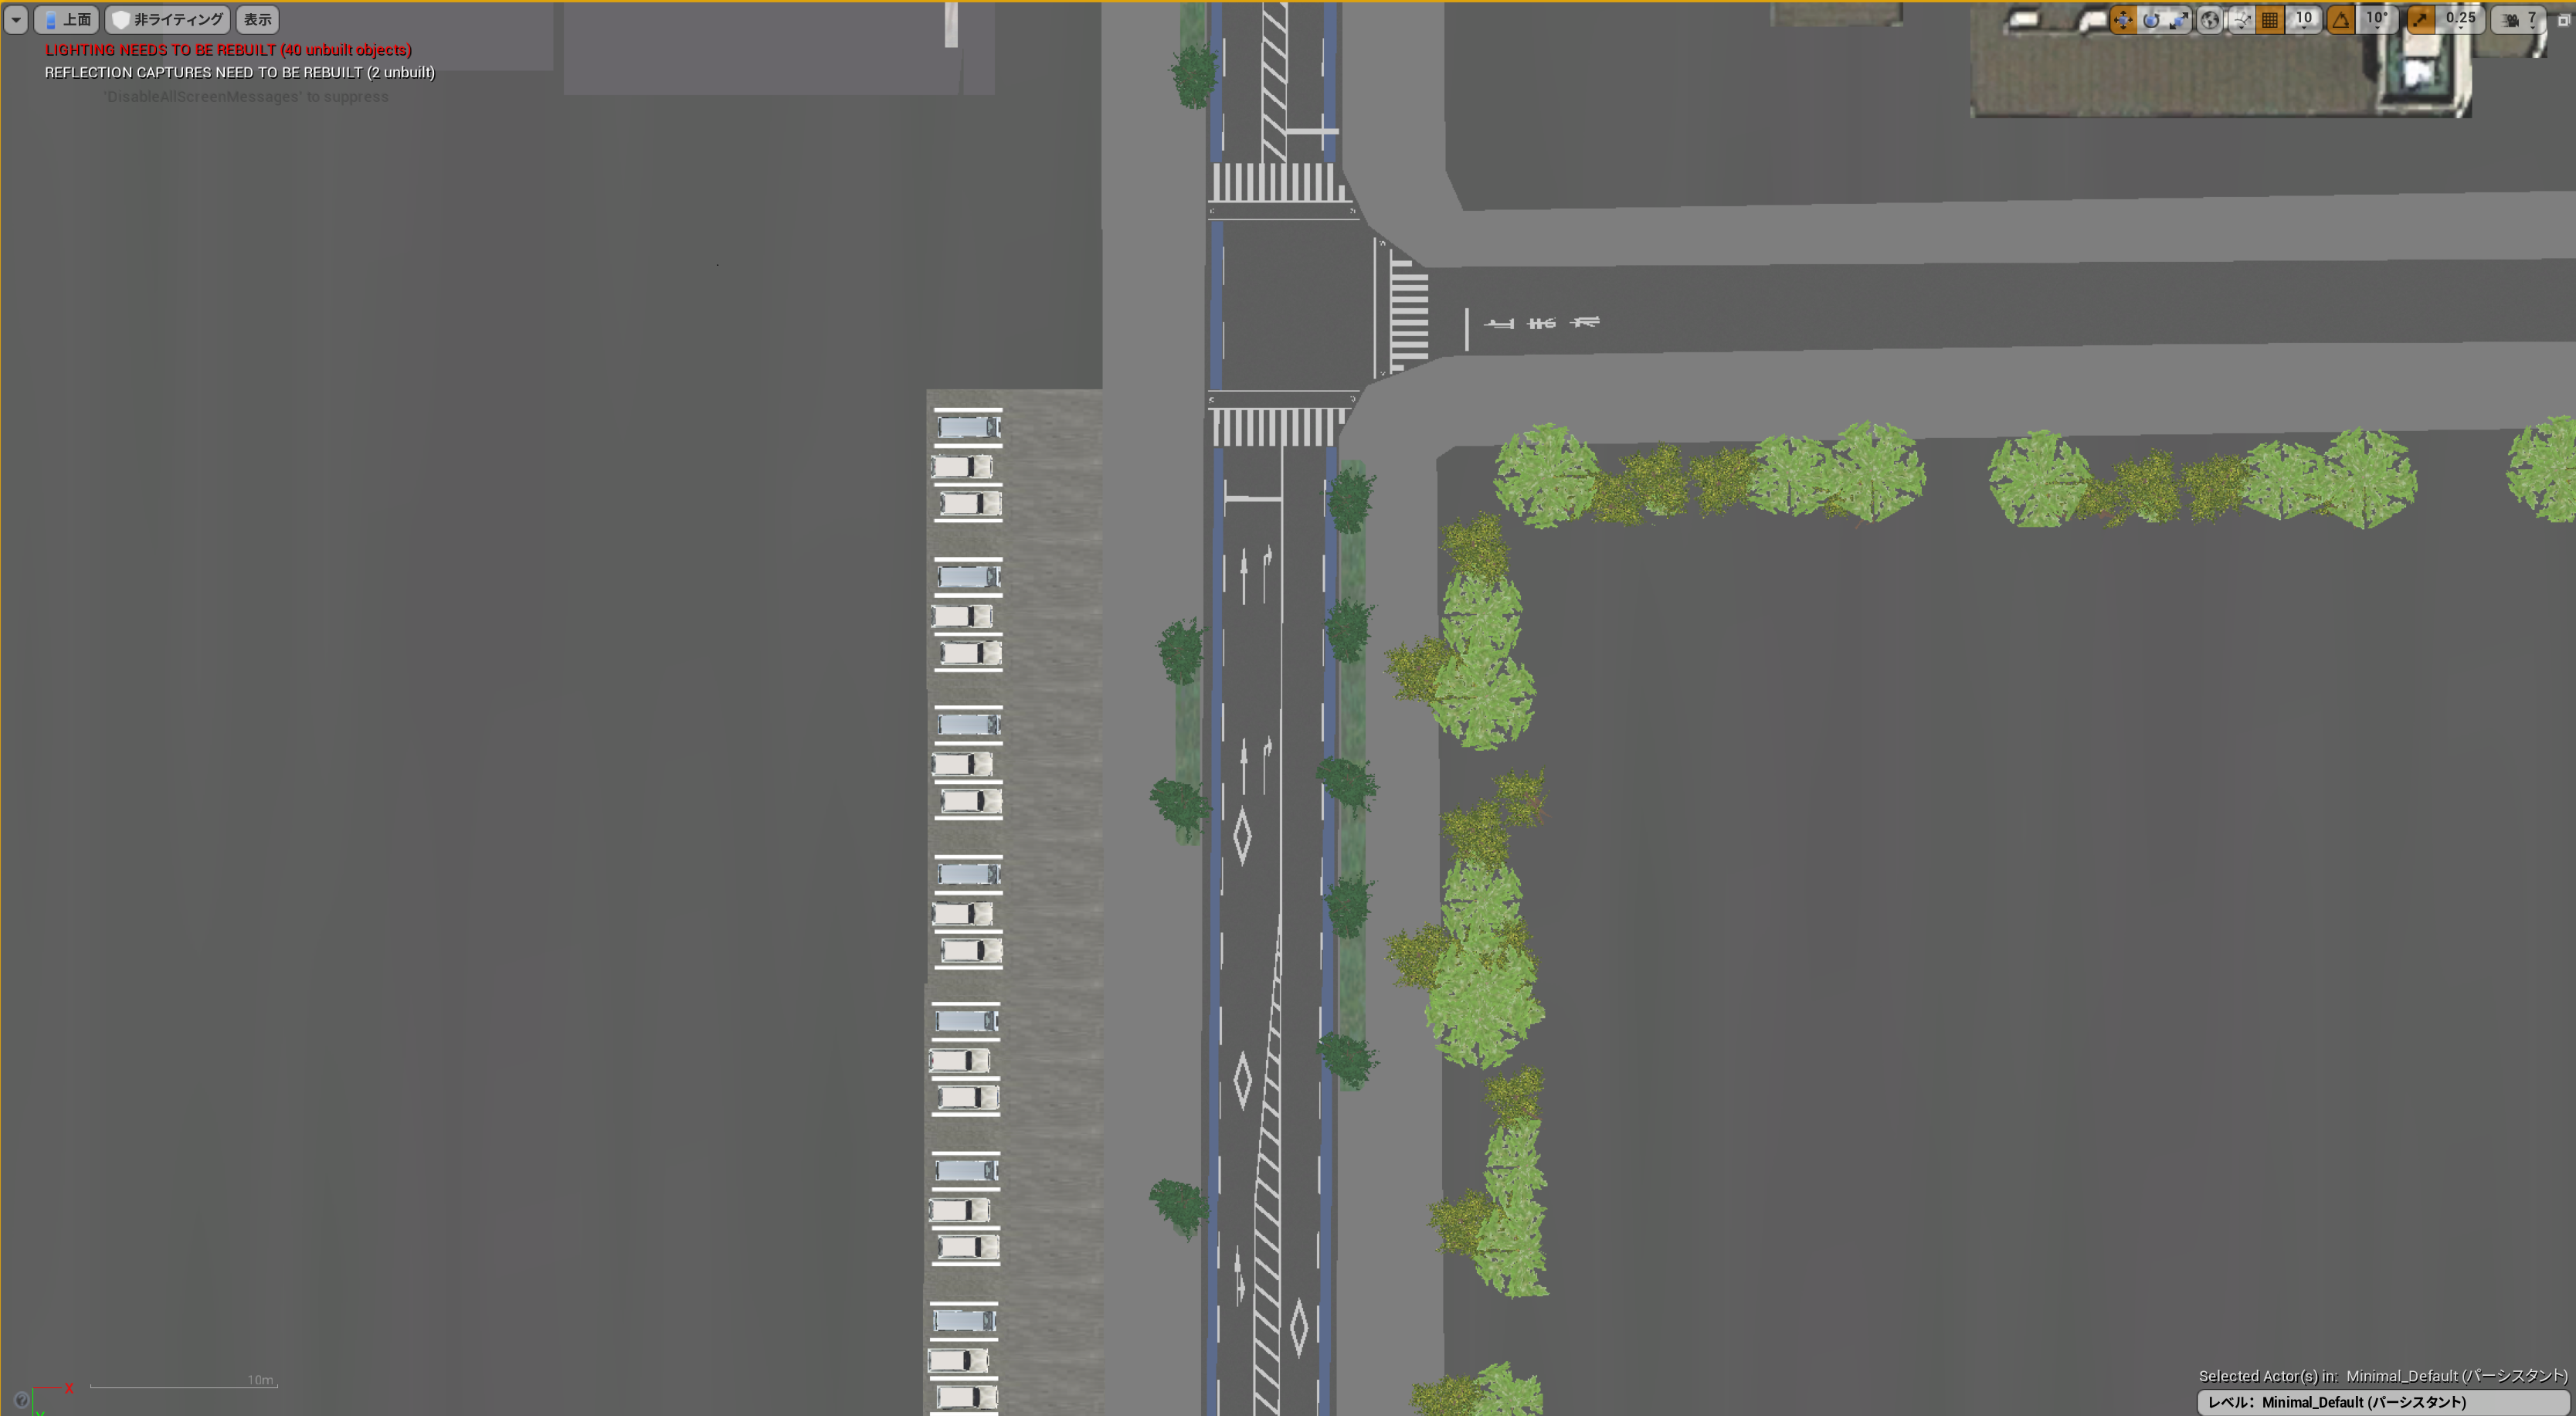 上面 非ライティング 表示 10 10° 0.25 7
LIGHTING NEEDS TO BE REBUILT (40 unbuilt objects)
REFLECTION CAPTURES NEED TO BE REBUILT (2 unbuilt)
'DisableAllScreenMessages' to suppress
10m
X
Y
Selected Actor(s) in: Minimal_Default (パーシスタント)
レベル: Minimal_Default (パーシスタント)